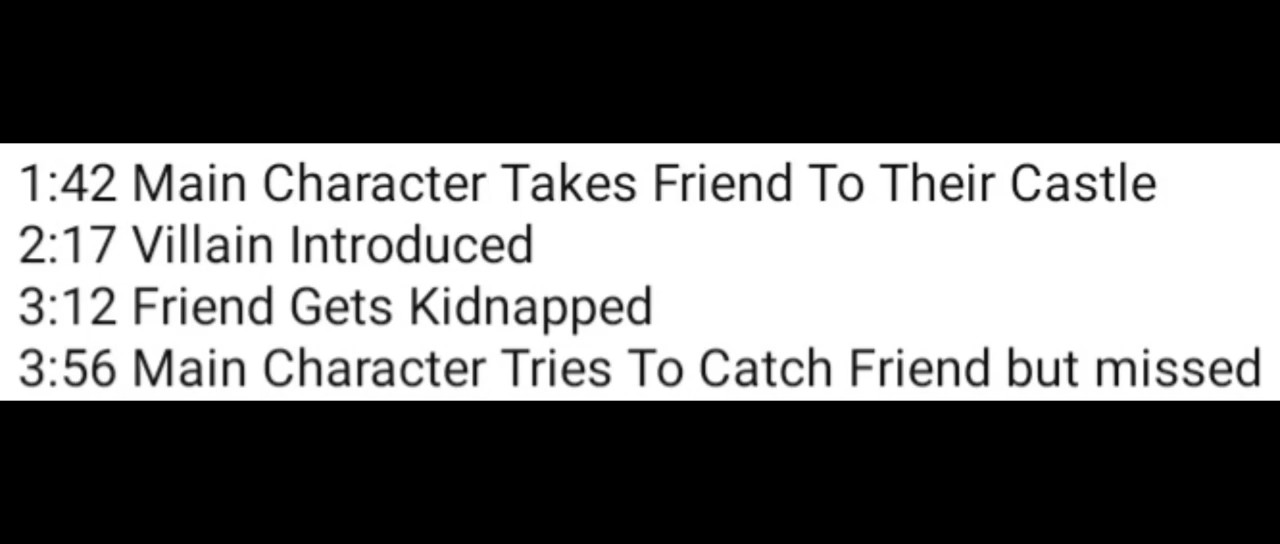 1:42 Main Character Takes Friend To Their Castle
2:17 Villain Introduced
3:12 Friend Gets Kidnapped
3:56 Main Character Tries To Catch Friend but missed